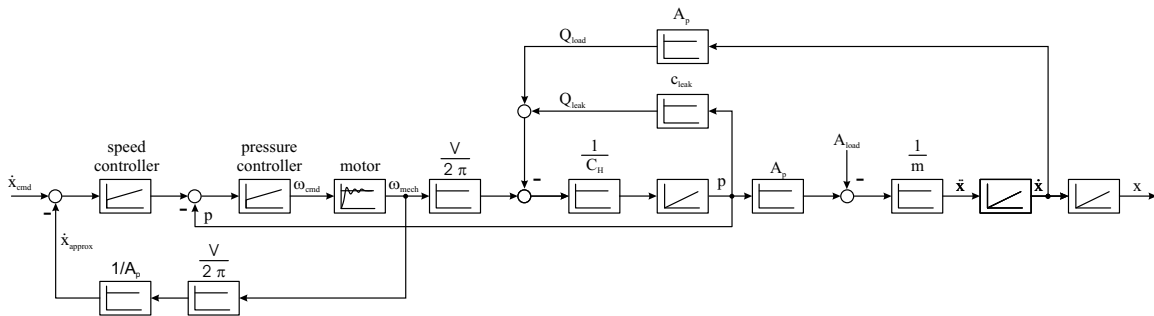 A_p
Q_load
c_leak
Q_leak
speed
controller
pressure
controller
motor
V
2 π
1
C_H
A_load
1
m
ẋ_cmd
ω_cmd
ω_mech
p
A_p
ẍ
ẋ
x
-
-
-
-
p
ẋ_approx
1/A_p
V
2 π